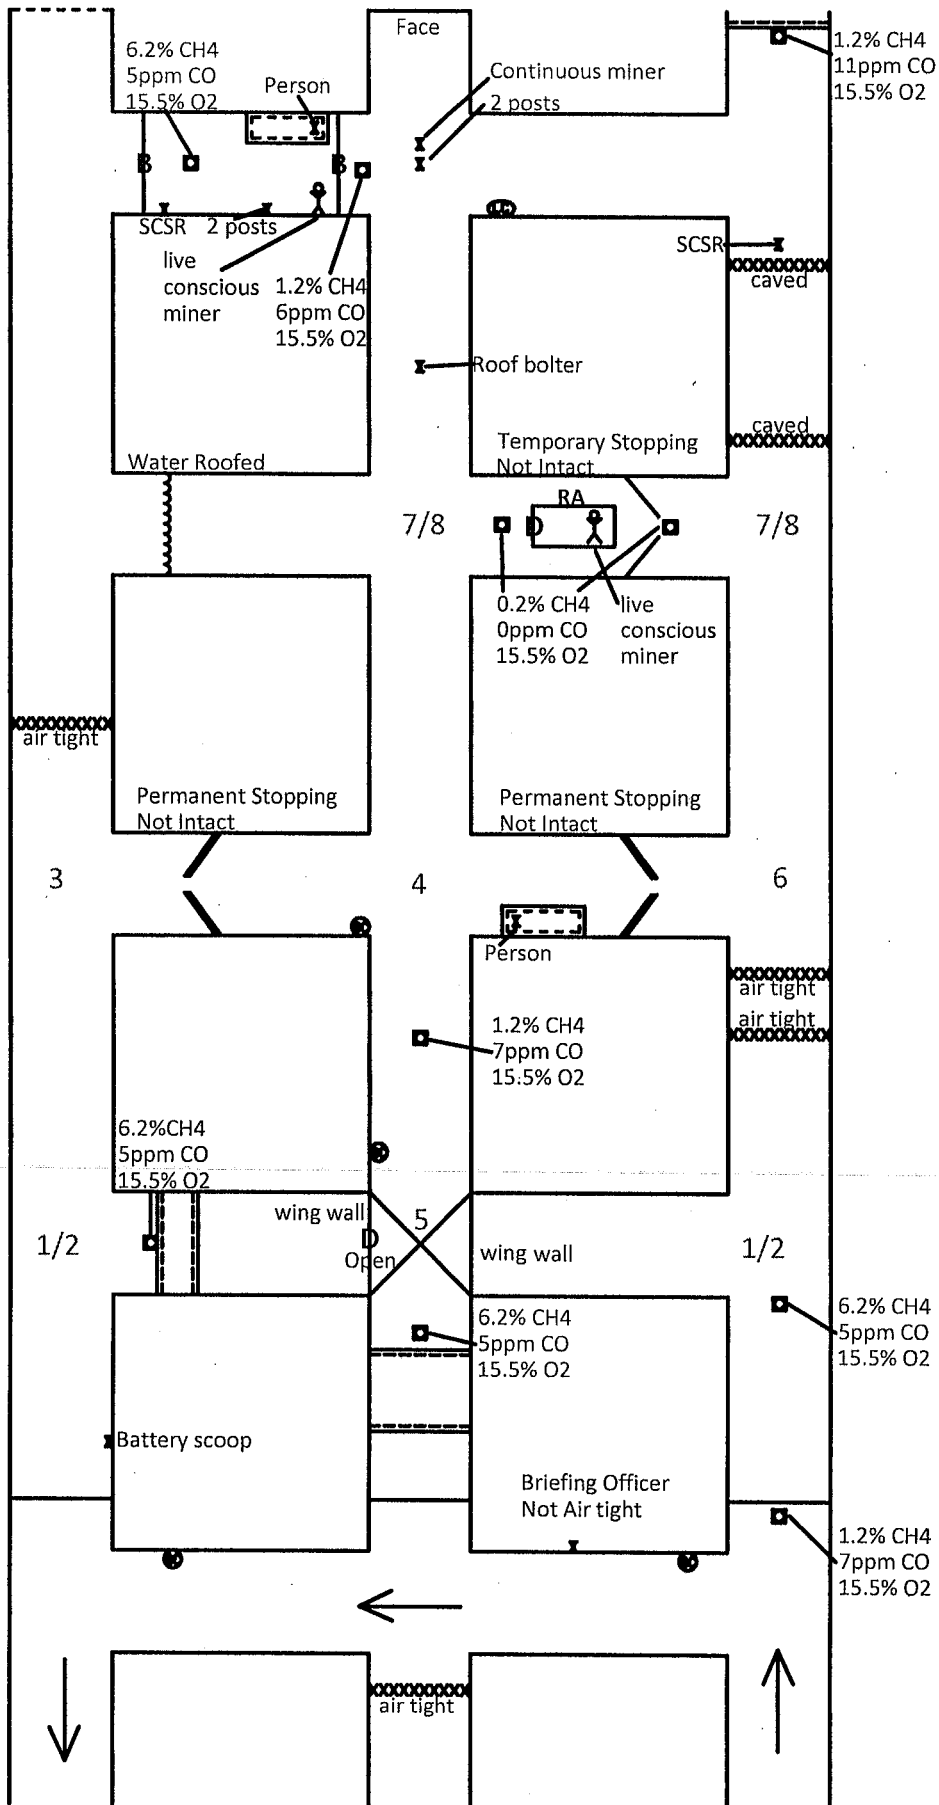 Face
6.2% CH4
5ppm CO
15.5% O2
Person
Continuous miner
2 posts
1.2% CH4
11ppm CO
15.5% O2
B
B
SCSR
2 posts
live
conscious
miner
1.2% CH4
6ppm CO
15.5% O2
SCSR
caved
Roof bolter
caved
Water Roofed
Temporary Stopping
Not Intact
RA
7/8
D
7/8
0.2% CH4
0ppm CO
15.5% O2
live
conscious
miner
air tight
Permanent Stopping
Not Intact
Permanent Stopping
Not Intact
3
4
6
Person
air tight
air tight
1.2% CH4
7ppm CO
15.5% O2
6.2%CH4
5ppm CO
15.5% O2
wing wall
5
1/2
D
Open
wing wall
1/2
6.2% CH4
5ppm CO
15.5% O2
6.2% CH4
5ppm CO
15.5% O2
Battery scoop
Briefing Officer
Not Air tight
1.2% CH4
7ppm CO
15.5% O2
air tight